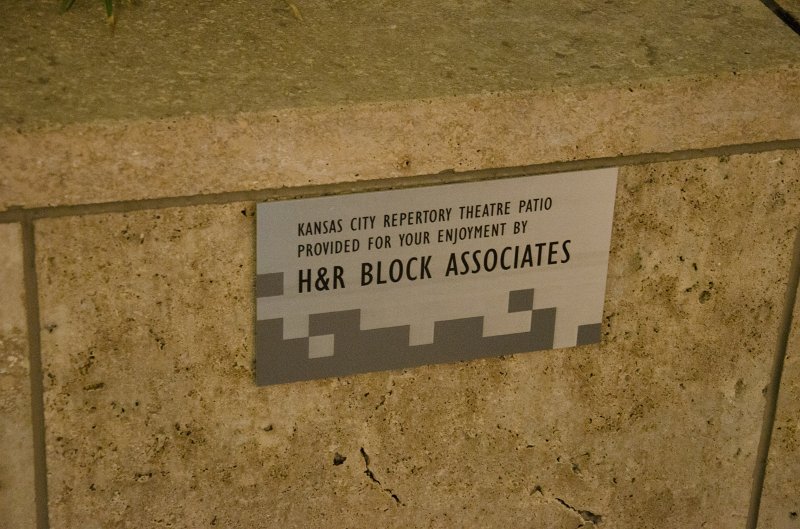 KANSAS CITY REPERTORY THEATRE PATIO
PROVIDED FOR YOUR ENJOYMENT BY
H&R BLOCK ASSOCIATES